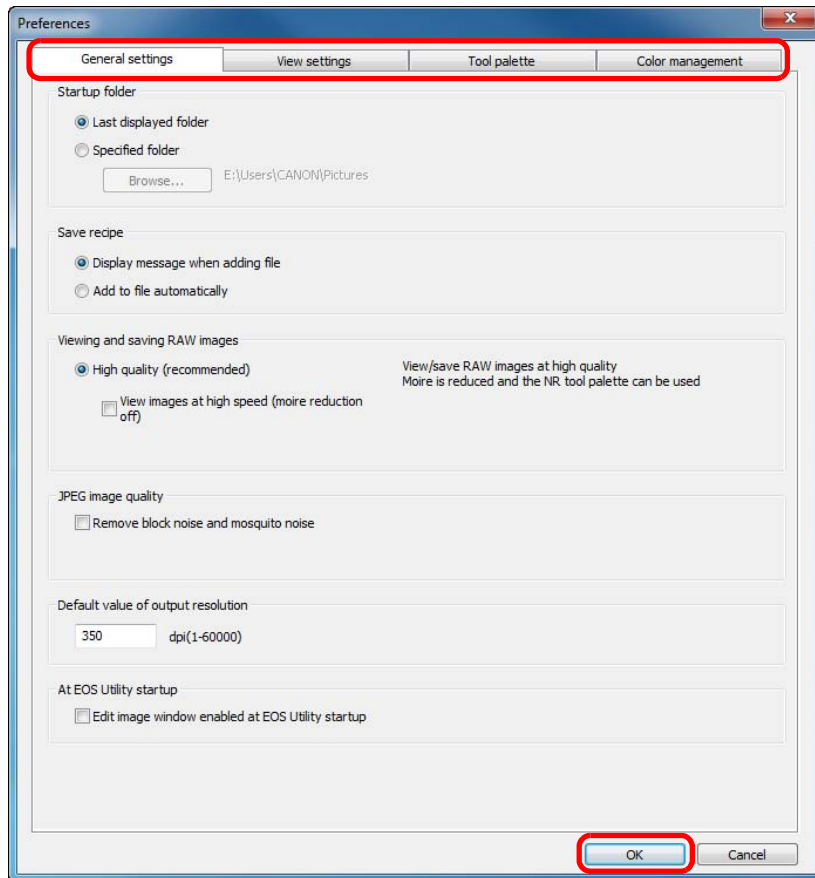 Preferences
General settings
View settings
Tool palette
Color management
Startup folder
Last displayed folder
Specified folder
Browse...
E:\Users\CANON\Pictures
Save recipe
Display message when adding file
Add to file automatically
Viewing and saving RAW images
High quality (recommended)
View/save RAW images at high quality
Moire is reduced and the NR tool palette can be used
View images at high speed (moire reduction
off)
JPEG image quality
Remove block noise and mosquito noise
Default value of output resolution
350 dpi(1-60000)
At EOS Utility startup
Edit image window enabled at EOS Utility startup
OK
Cancel